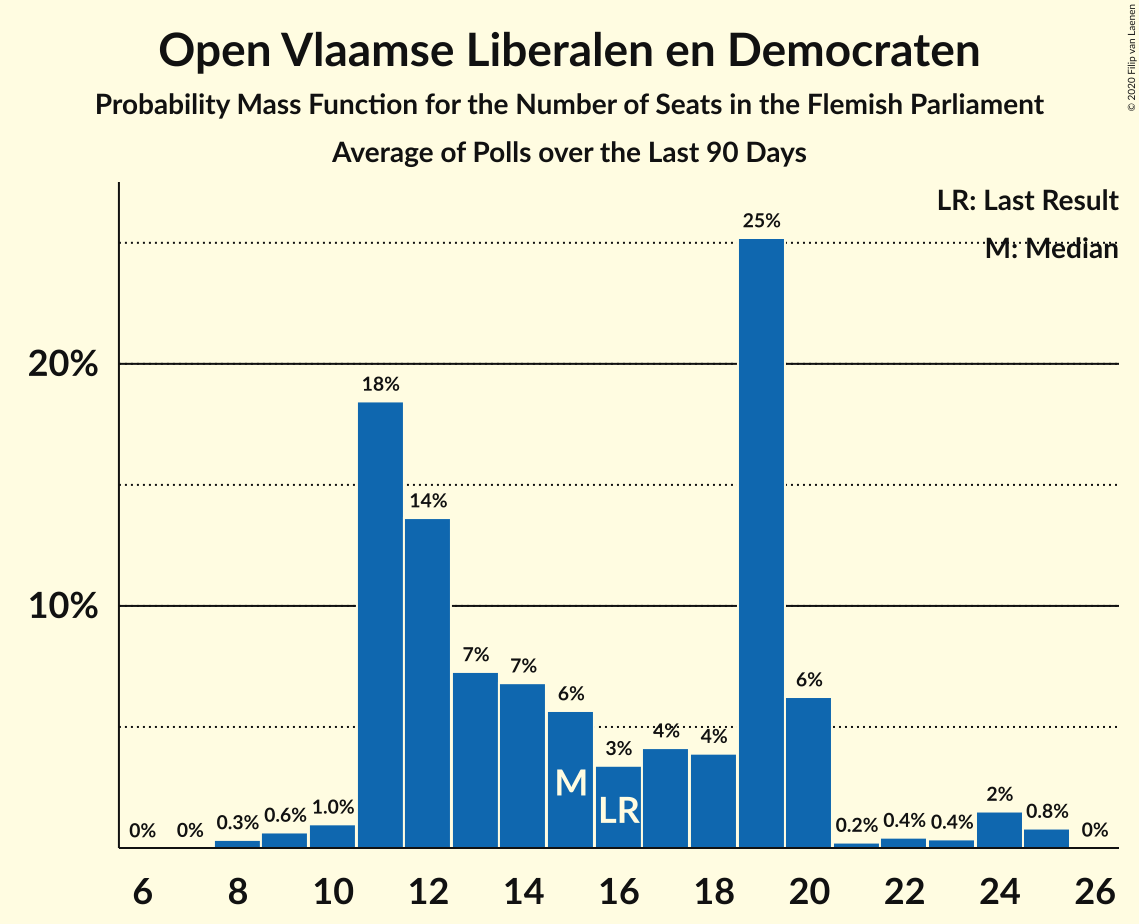 Open Vlaamse Liberalen en Democraten
Probability Mass Function for the Number of Seats in the Flemish Parliament
Average of Polls over the Last 90 Days
© 2020 Filip van Laenen
LR: Last Result
M: Median
20%
10%
0%
0%
0.3%
0.6%
1.0%
18%
14%
7%
7%
6%
3%
4%
4%
25%
6%
0.2%
0.4%
0.4%
2%
0.8%
0%
M
LR
6 8 10 12 14 16 18 20 22 24 26